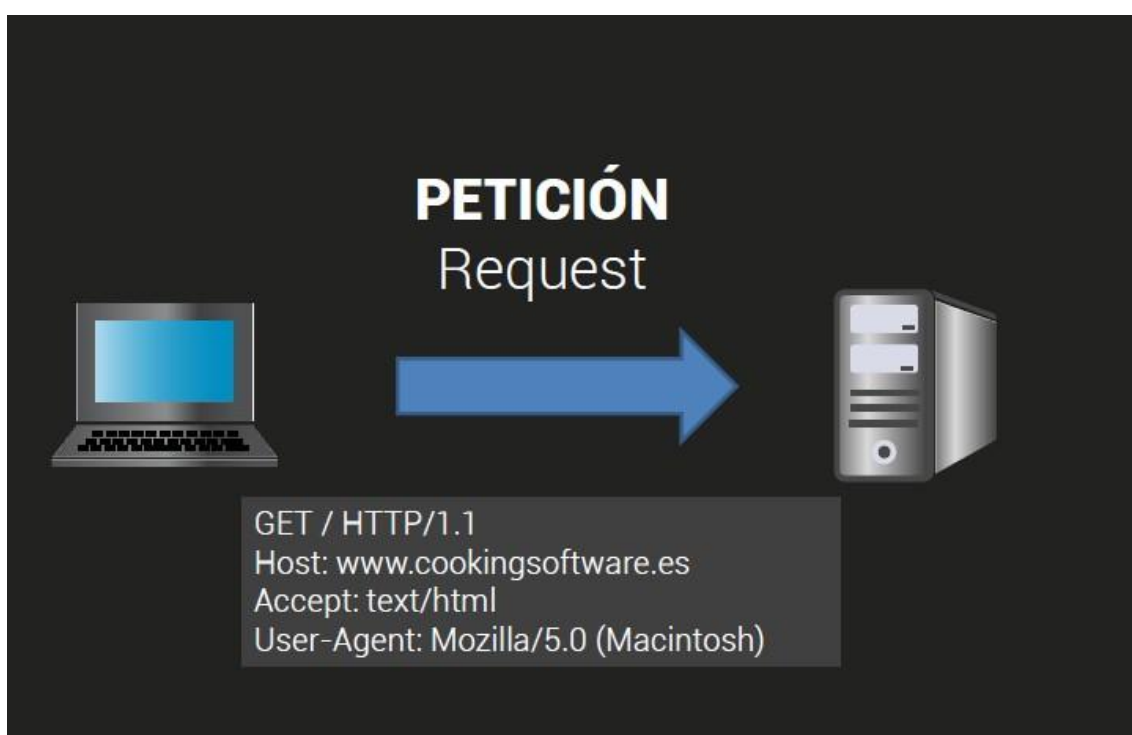 PETICIÓN
Request
GET / HTTP/1.1
Host: www.cookingsoftware.es
Accept: text/html
User-Agent: Mozilla/5.0 (Macintosh)